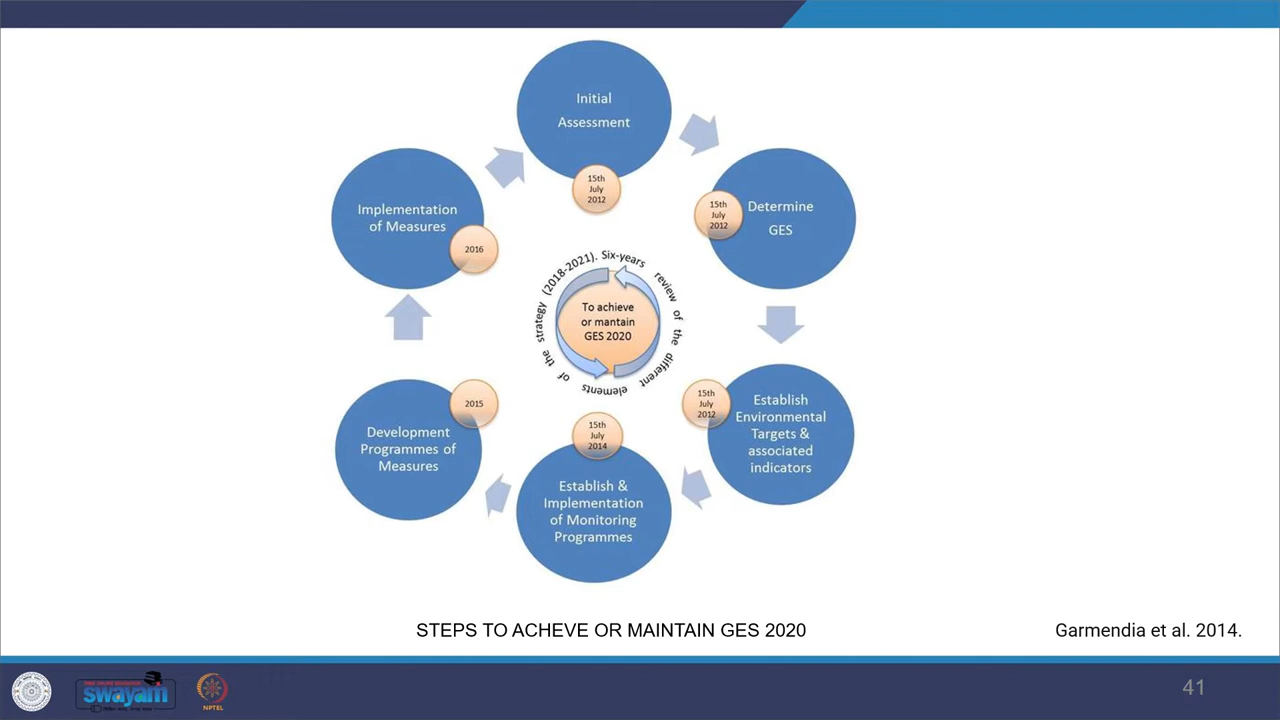 Initial
Assessment
15th
July
2012
Determine
GES
15th
July
2012
Establish
Environmental
Targets &
associated
indicators
15th
July
2012
Establish &
Implementation
of Monitoring
Programmes
15th
July
2014
Development
Programmes of
Measures
2015
Implementation
of Measures
2016
Six-years review of the different elements of the strategy (2018-2021).
To achieve
or mantain
GES 2020
STEPS TO ACHEVE OR MAINTAIN GES 2020
Garmendia et al. 2014.
swayam
NPTEL
41